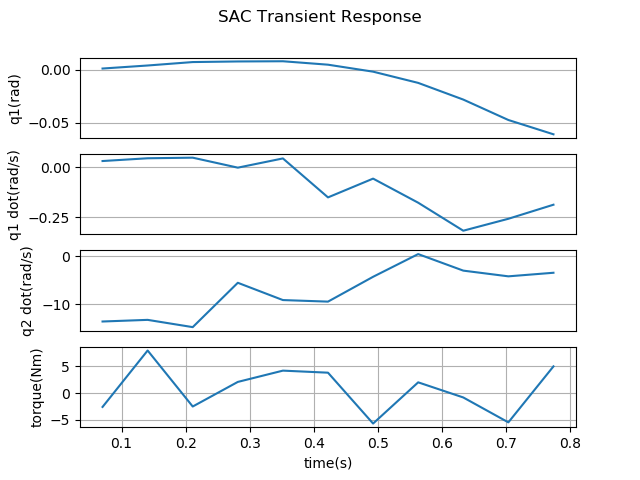 SAC Transient Response
q1(rad)
0.00
−0.05
q1 dot(rad/s)
0.00
−0.25
q2 dot(rad/s)
0
−10
torque(Nm)
5
0
−5
0.1 0.2 0.3 0.4 0.5 0.6 0.7 0.8
time(s)